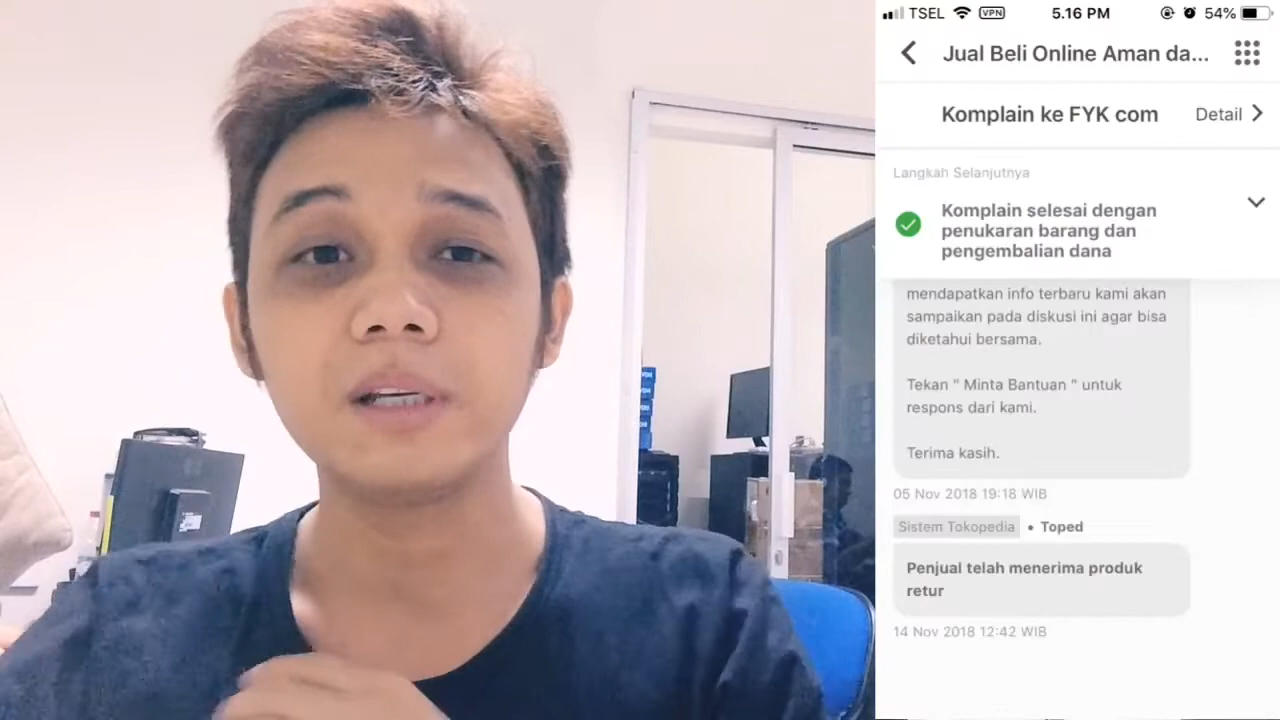 TSEL
VPN
5.16 PM
54%
Jual Beli Online Aman da...
Komplain ke FYK com
Detail
Langkah Selanjutnya
Komplain selesai dengan
penukaran barang dan
pengembalian dana
mendapatkan info terbaru kami akan
sampaikan pada diskusi ini agar bisa
diketahui bersama.
Tekan " Minta Bantuan " untuk
respons dari kami.
Terima kasih.
05 Nov 2018 19:18 WIB
Sistem Tokopedia • Toped
Penjual telah menerima produk
retur
14 Nov 2018 12:42 WIB